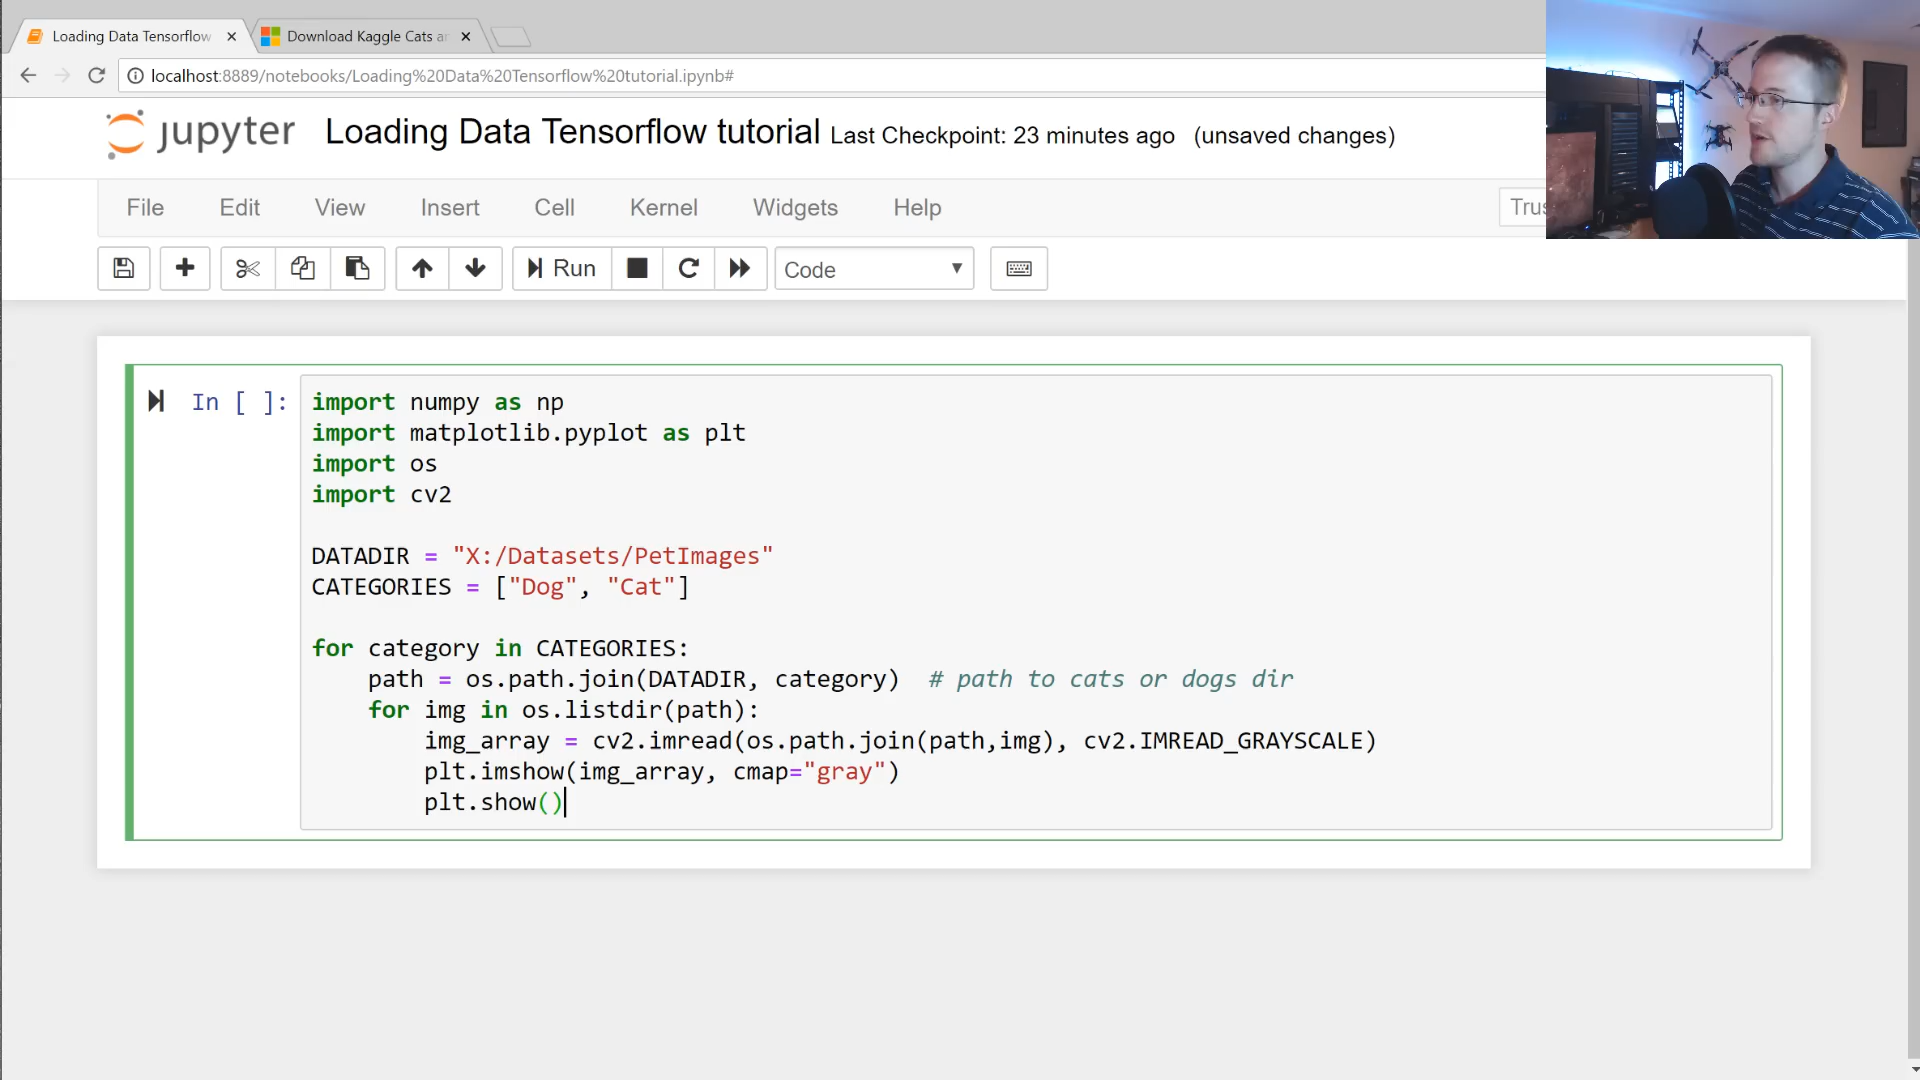 Loading Data Tensorflow
Download Kaggle Cats a
localhost:8889/notebooks/Loading%20Data%20Tensorflow%20tutorial.ipynb#
jupyter Loading Data Tensorflow tutorial Last Checkpoint: 23 minutes ago (unsaved changes)
File Edit View Insert Cell Kernel Widgets Help Trus
Run Code
In [ ]:
import numpy as np
import matplotlib.pyplot as plt
import os
import cv2
DATADIR = "X:/Datasets/PetImages"
CATEGORIES = ["Dog", "Cat"]
for category in CATEGORIES:
path = os.path.join(DATADIR, category)  # path to cats or dogs dir
for img in os.listdir(path):
img_array = cv2.imread(os.path.join(path,img), cv2.IMREAD_GRAYSCALE)
plt.imshow(img_array, cmap="gray")
plt.show()